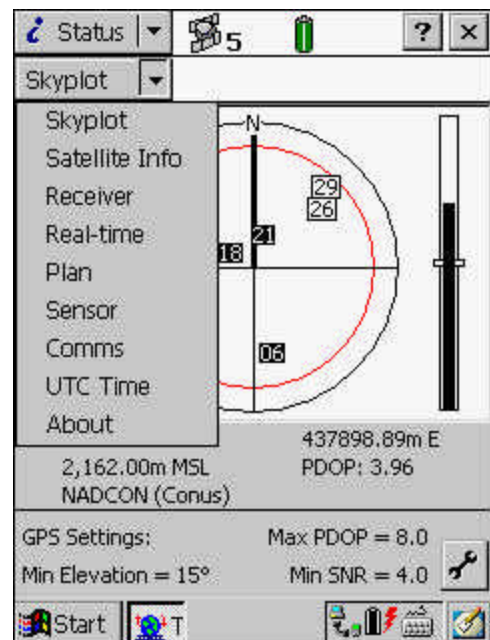 i Status
5
?
×
Skyplot
Skyplot
Satellite Info
Receiver
Real-time
Plan
Sensor
Comms
UTC Time
About
N
29
26
21
18
06
437898.89m E
2,162.00m MSL PDOP: 3.96
NADCON (Conus)
GPS Settings: Max PDOP = 8.0
Min Elevation = 15° Min SNR = 4.0
Start T